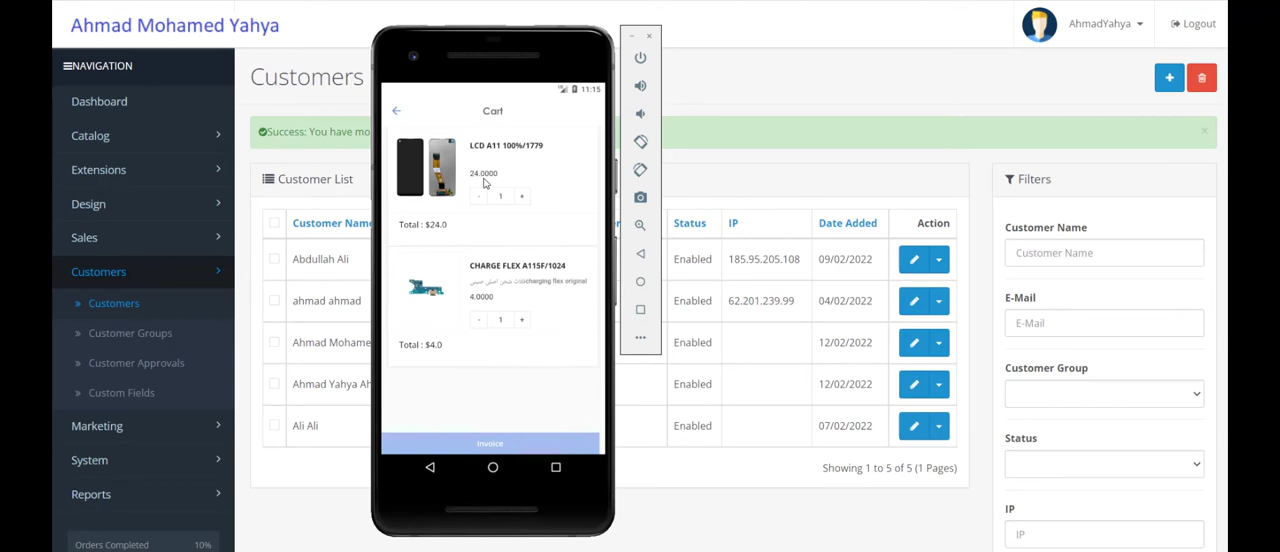 Ahmad Mohamed Yahya
AhmadYahya
Logout
NAVIGATION
Dashboard
Catalog
Extensions
Design
Sales
Customers
» Customers
» Customer Groups
» Customer Approvals
» Custom Fields
Marketing
System
Reports
Orders Completed 10%
Customers
Success: You have mo
Customer List
Customer Name
Status
IP
Date Added
Action
Abdullah Ali
Enabled
185.95.205.108
09/02/2022
ahmad ahmad
Enabled
62.201.239.99
04/02/2022
Ahmad Mohame
Enabled
12/02/2022
Ahmad Yahya Ah
Enabled
12/02/2022
Ali Ali
Enabled
07/02/2022
Showing 1 to 5 of 5 (1 Pages)
11:15
Cart
LCD A11 100%/1779
24.0000
- 1 +
Total : $24.0
CHARGE FLEX A115F/1024
charging flex original
4.0000
- 1 +
Total : $4.0
Invoice
Filters
Customer Name
Customer Name
E-Mail
E-Mail
Customer Group
Status
IP
IP